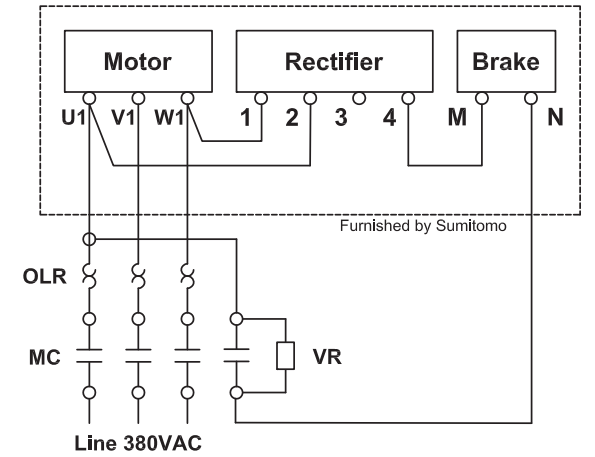 Motor Rectifier Brake
U1 V1 W1 1 2 3 4 M N
Furnished by Sumitomo
OLR
MC VR
Line 380VAC